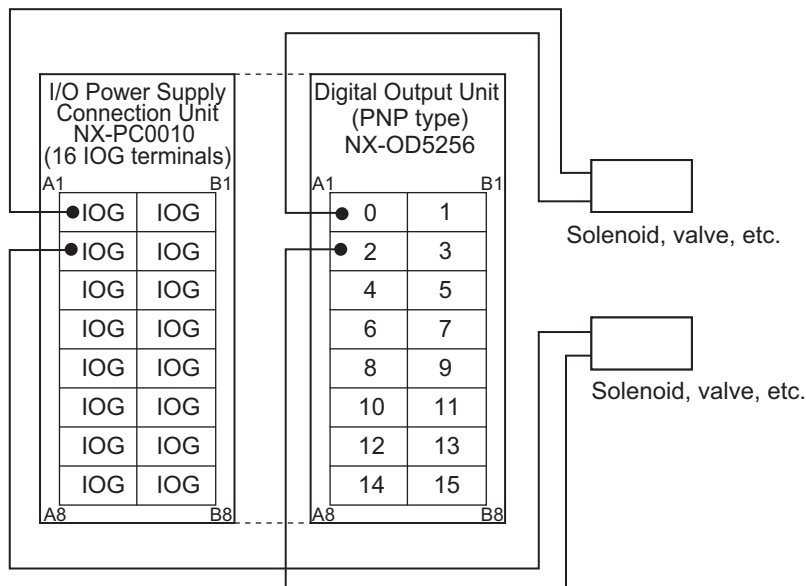 I/O Power Supply
Connection Unit
NX-PC0010
(16 IOG terminals)
A1 B1
IOG IOG
IOG IOG
IOG IOG
IOG IOG
IOG IOG
IOG IOG
IOG IOG
IOG IOG
A8 B8
Digital Output Unit
(PNP type)
NX-OD5256
A1 B1
0 1
2 3
4 5
6 7
8 9
10 11
12 13
14 15
A8 B8
Solenoid, valve, etc.
Solenoid, valve, etc.